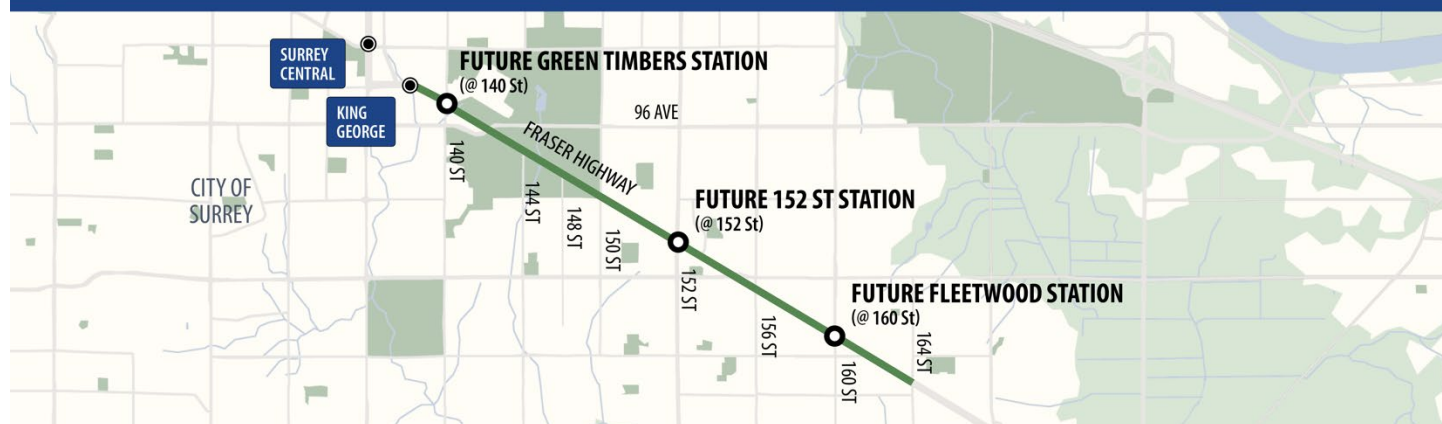 SURREY
CENTRAL
KING
GEORGE
FUTURE GREEN TIMBERS STATION
(@ 140 St)
96 AVE
FRASER HIGHWAY
140 ST
144 ST
148 ST
150 ST
CITY OF
SURREY
FUTURE 152 ST STATION
(@ 152 St)
152 ST
FUTURE FLEETWOOD STATION
(@ 160 St)
156 ST
160 ST
164 ST